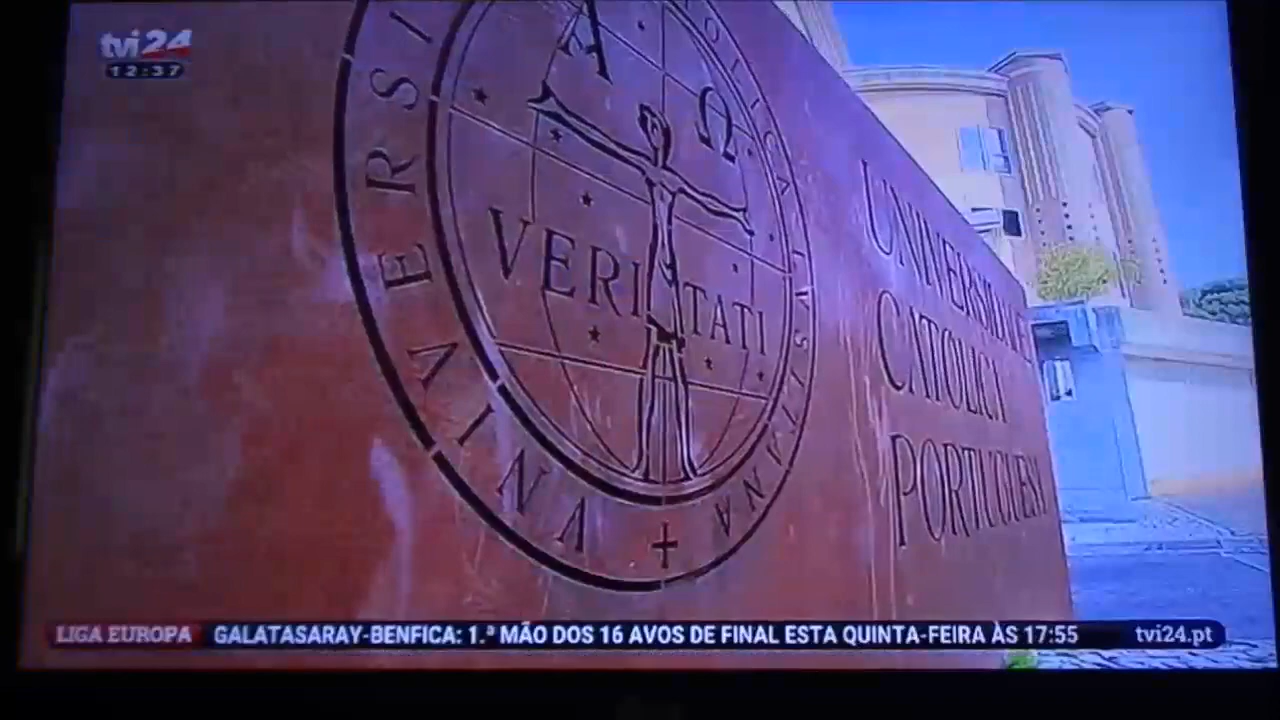 tvi24
12:37
Α
Ω
VERITATI
UNIVERSIDADE
CATÓLICA
PORTUGUESA
LIGA EUROPA GALATASARAY-BENFICA: 1.ª MÃO DOS 16 AVOS DE FINAL ESTA QUINTA-FEIRA ÀS 17:55 tvi24.pt